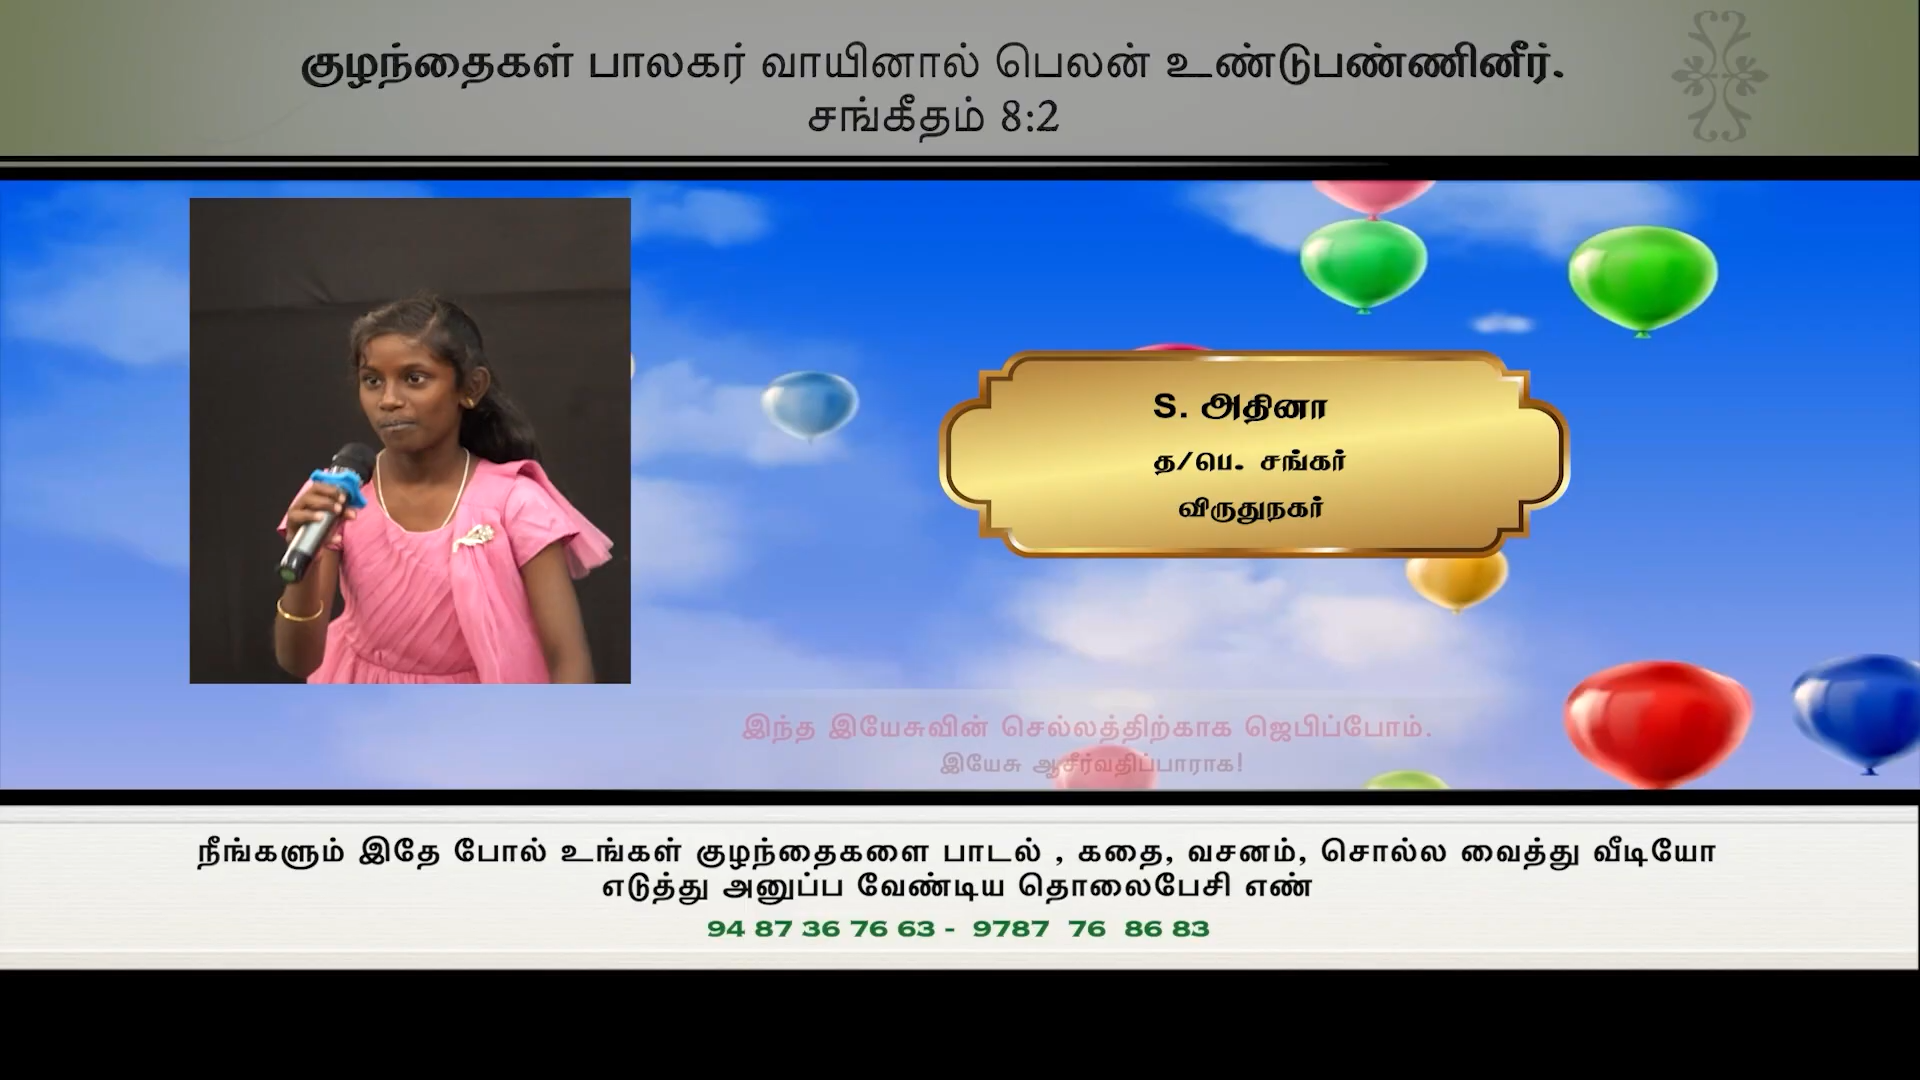 குழந்தைகள் பாலகர் வாயினால் பெலன் உண்டுபண்ணினீர்.
சங்கீதம் 8:2
S. அதினா
த/பெ. சங்கர்
விருதுநகர்
இந்த இயேசுவின் செல்லத்திற்காக ஜெபிப்போம்.
இயேசு ஆசீர்வதிப்பாராக!
நீங்களும் இதே போல் உங்கள் குழந்தைகளை பாடல் , கதை, வசனம், சொல்ல வைத்து வீடியோ
எடுத்து அனுப்ப வேண்டிய தொலைபேசி எண்
94 87 36 76 63 - 9787 76 86 83